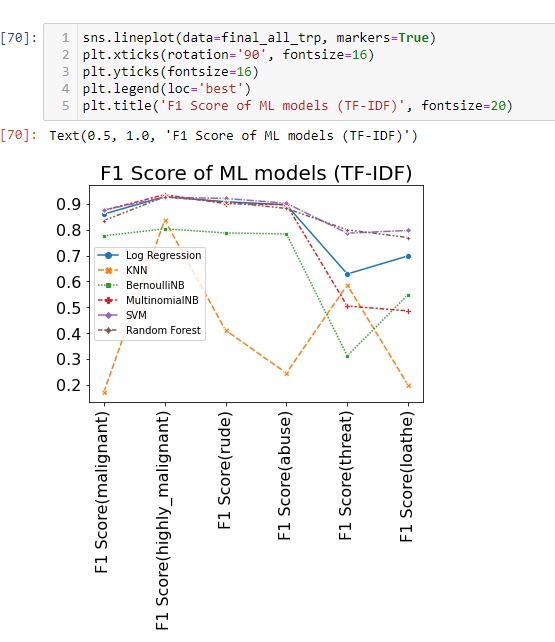 [70]:
1 sns.lineplot(data=final_all_trp, markers=True)
2 plt.xticks(rotation='90', fontsize=16)
3 plt.yticks(fontsize=16)
4 plt.legend(loc='best')
5 plt.title('F1 Score of ML models (TF-IDF)', fontsize=20)
[70]: Text(0.5, 1.0, 'F1 Score of ML models (TF-IDF)')
F1 Score of ML models (TF-IDF)
0.9
0.8
0.7
0.6
0.5
0.4
0.3
0.2
Log Regression
KNN
BernoulliNB
MultinomialNB
SVM
Random Forest
F1 Score(malignant)
F1 Score(highly_malignant)
F1 Score(rude)
F1 Score(abuse)
F1 Score(threat)
F1 Score(loathe)